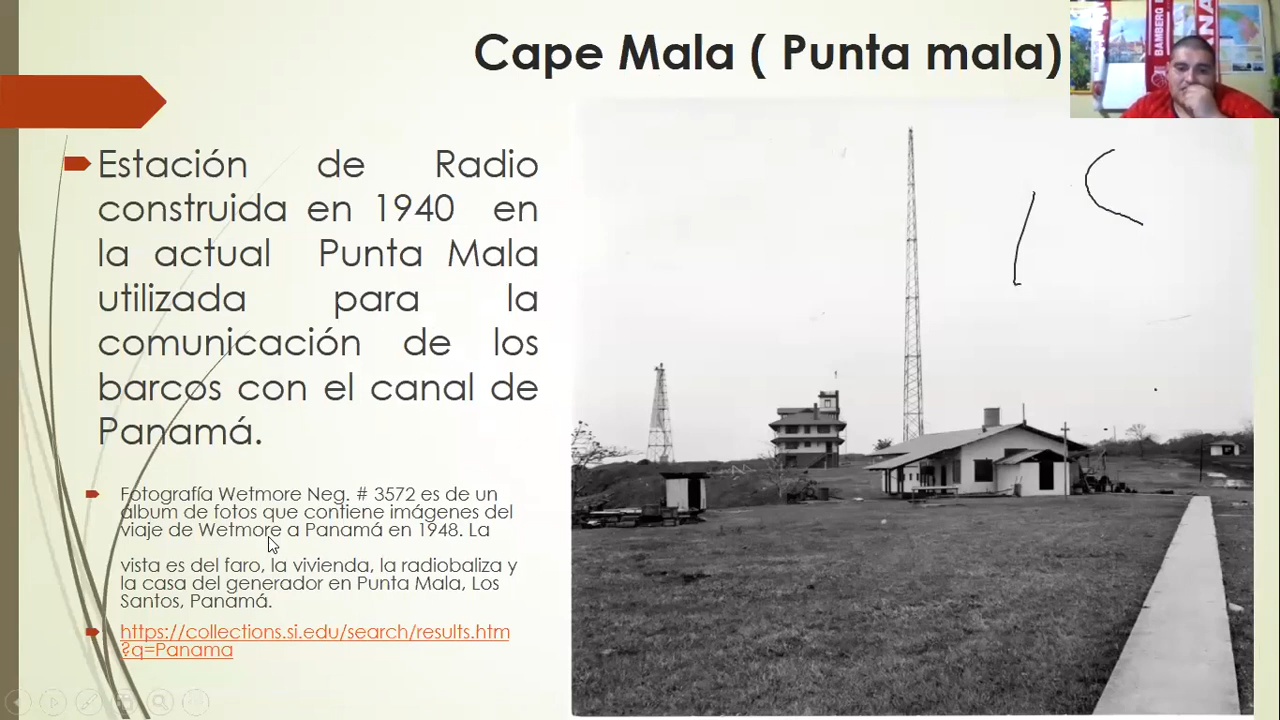 Cape Mala ( Punta mala)
Estación de Radio
construida en 1940 en
la actual Punta Mala
utilizada para la
comunicación de los
barcos con el canal de
Panamá.
Fotografía Wetmore Neg. # 3572 es de un
álbum de fotos que contiene imágenes del
viaje de Wetmore a Panamá en 1948. La
vista es del faro, la vivienda, la radiobaliza y
la casa del generador en Punta Mala, Los
Santos, Panamá.
https://collections.si.edu/search/results.htm
?q=Panama
BAMBERO
ANA